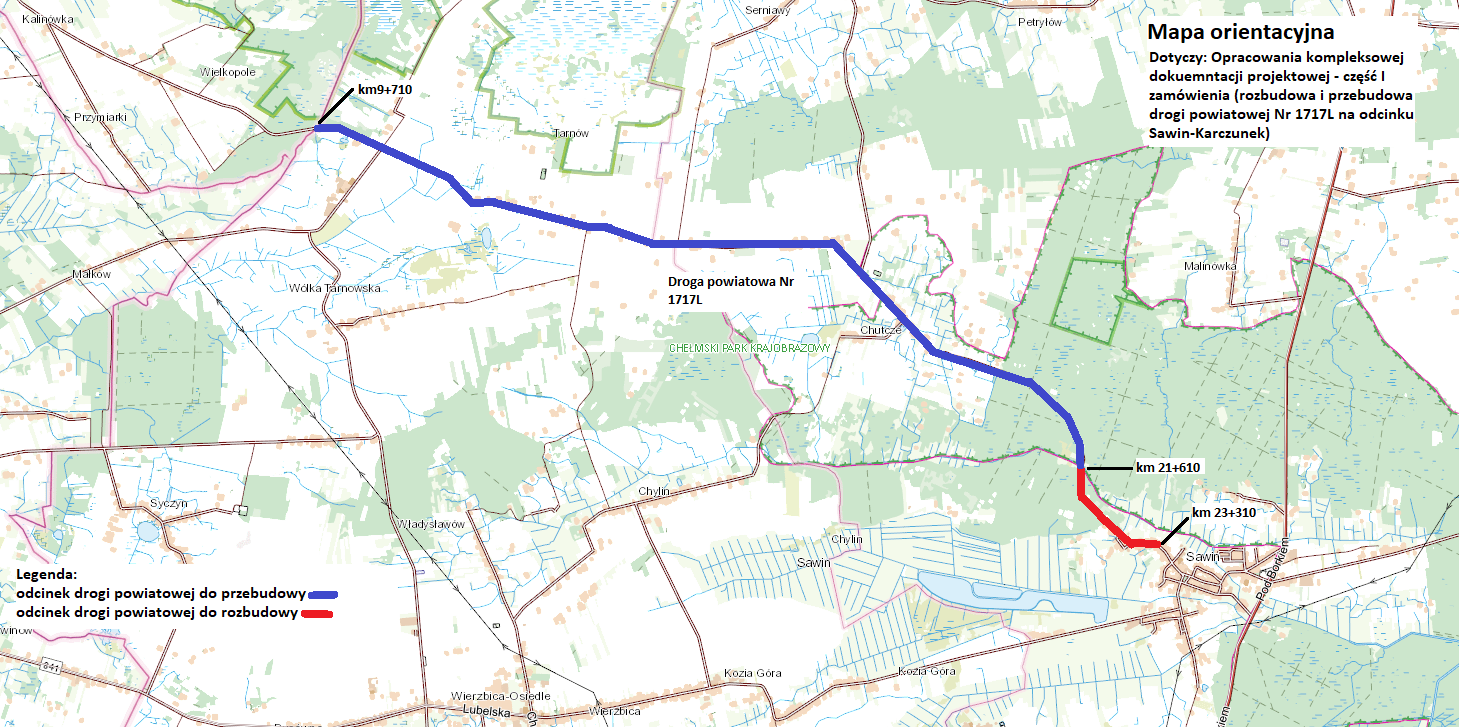 Kalinówka
Serniawy
Petryłów
Mapa orientacyjna
Dotyczy: Opracowania kompleksowej
dokuemntacji projektowej - część I
zamówienia (rozbudowa i przebudowa
drogi powiatowej Nr 1717L na odcinku
Sawin-Karczunek)
Wielkopole
km9+710
Przymiarki
Tarnów
Malinówka
Małków
Wólka Tarnowska
Droga powiatowa Nr
1717L
Chutcze
CHEŁMSKI PARK KRAJOBRAZOWY
km 21+610
Chylin
Syczyn
km 23+310
Władysławów
Chylin
Sawin
Sawin
Pod Borkiem
Legenda:
odcinek drogi powiatowej do przebudowy
odcinek drogi powiatowej do rozbudowy
841
Kozia Góra
Kozia Góra
Wierzbica-Osiedle
Lubelska
Wierzbica